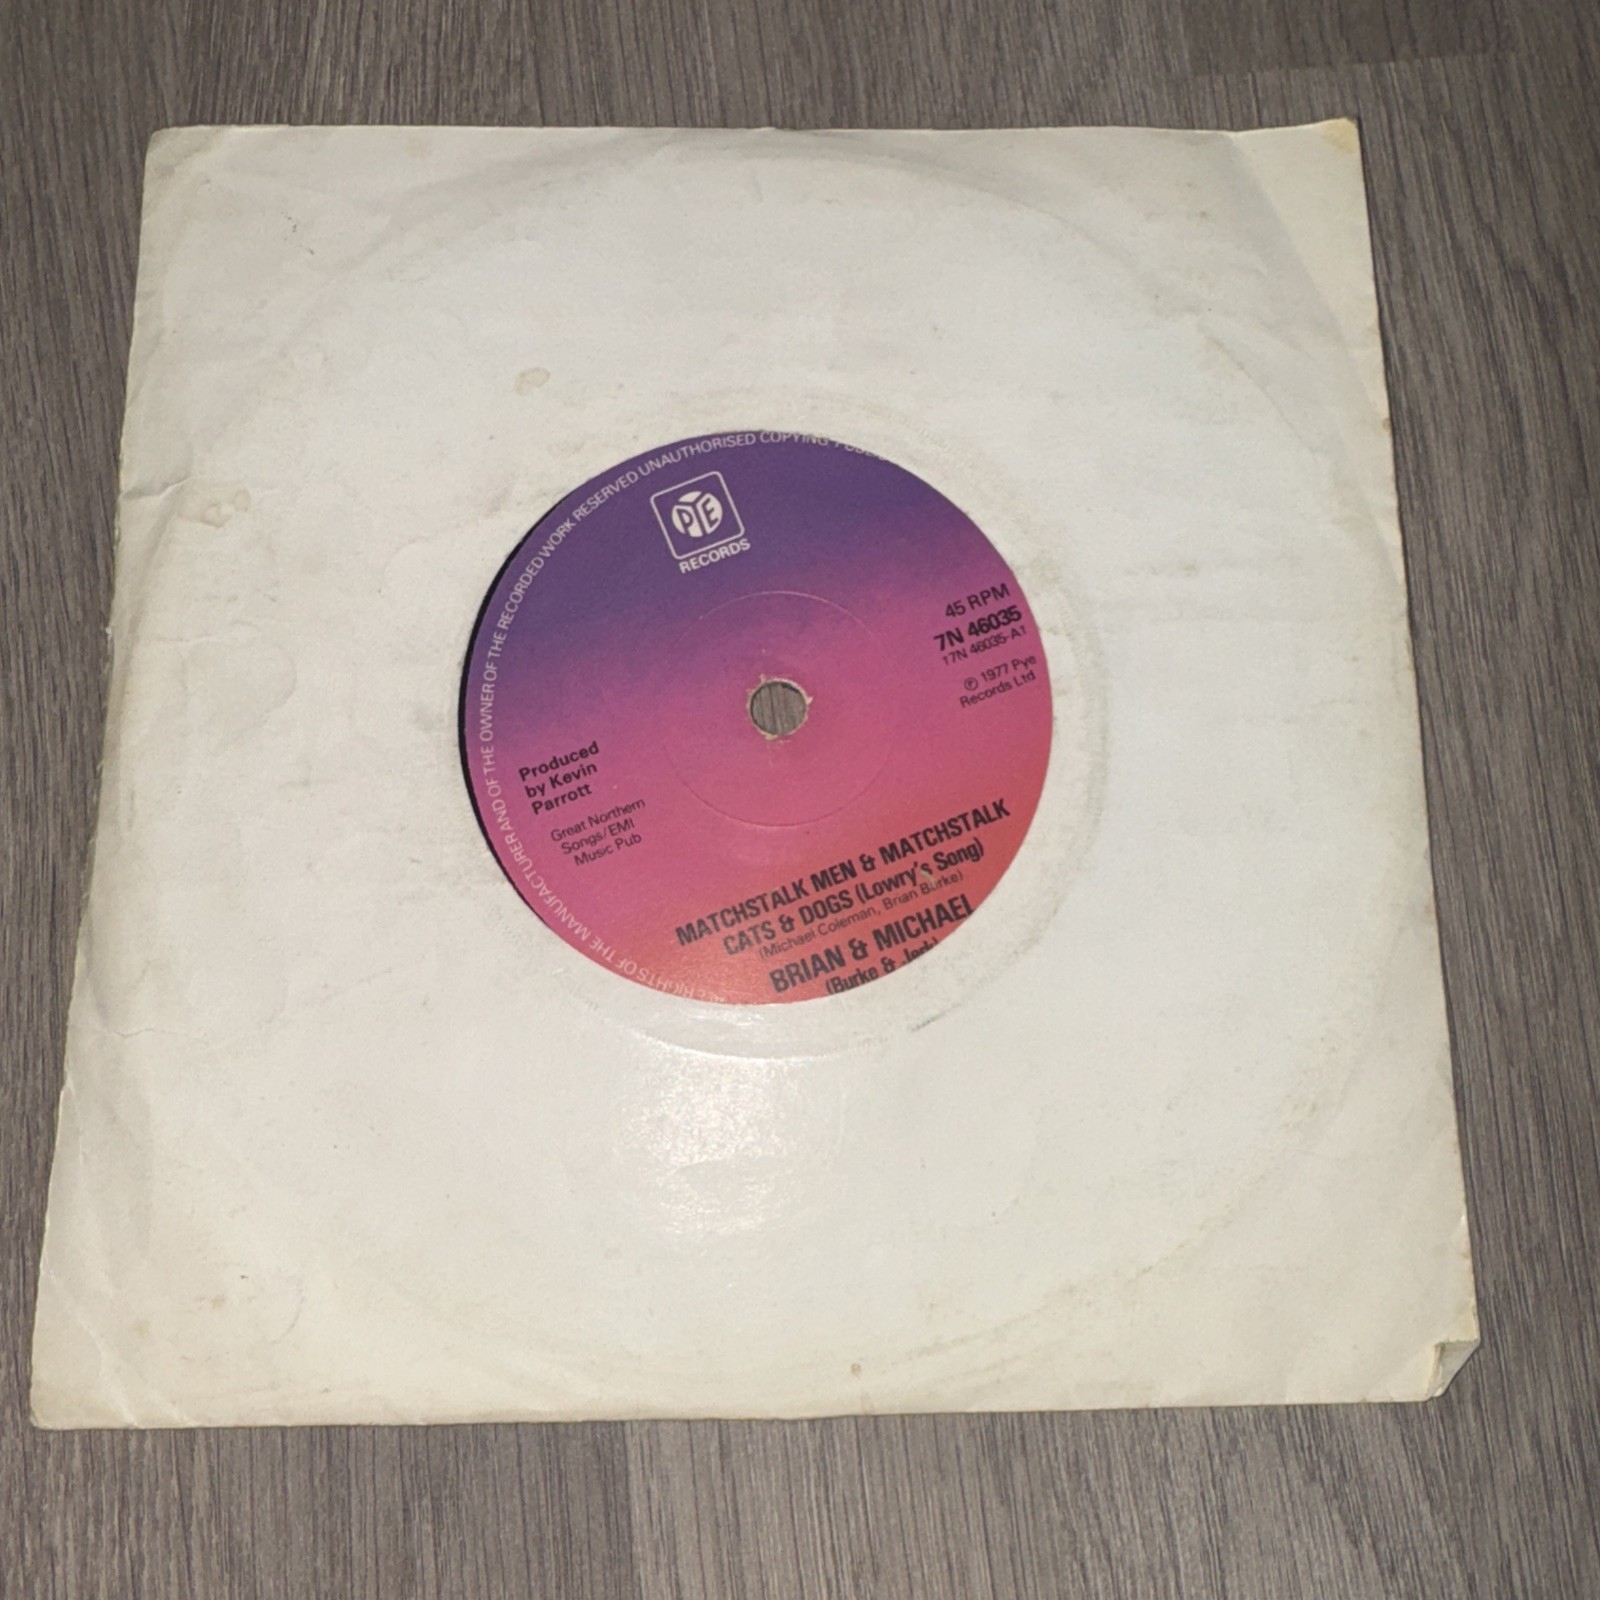 RIGHTS OF THE MANUFACTURER AND OF THE OWNER OF THE RECORDED WORK RESERVED UNAUTHORISED COPYING
PYE
RECORDS
45 RPM
7N 46035
17N 46035-A1
℗ 1977 Pye
Records Ltd
Produced
by Kevin
Parrott
Great Northern
Songs/EMI
Music Pub
MATCHSTALK MEN & MATCHSTALK
CATS & DOGS (Lowry's Song)
(Michael Coleman, Brian Burke)
BRIAN & MICHAEL
(Burke &